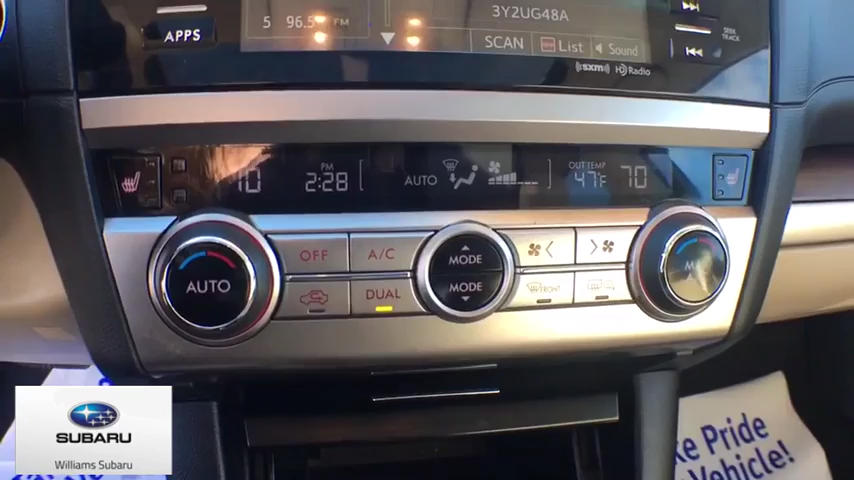 APPS
5 96.5 FM
3Y2UG48A
SCAN List Sound
SEEK
TRACK
((sxm)) HD Radio
PM
2:28
AUTO
OUT TEMP
47°F
70
AUTO
OFF
A/C
DUAL
MODE
MODE
FRONT
SUBARU
Williams Subaru
Pride
Vehicle!